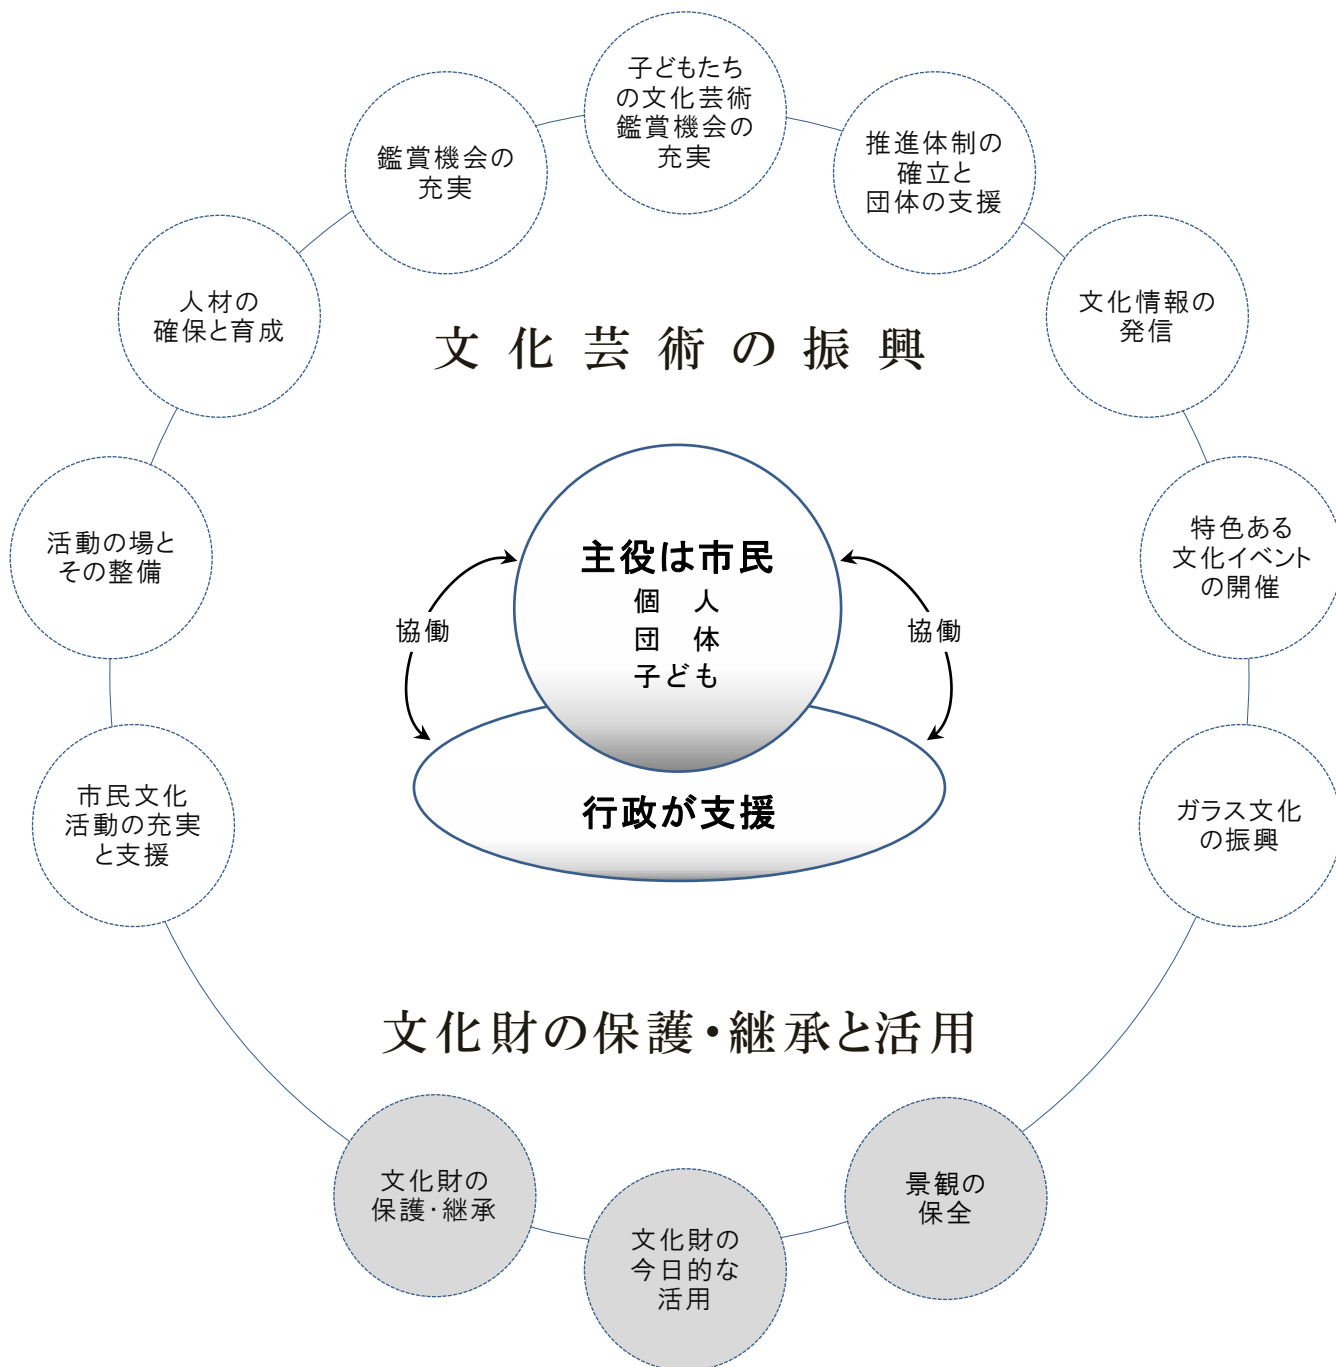 子どもたち
の文化芸術
鑑賞機会の
充実
鑑賞機会の
充実
推進体制の
確立と
団体の支援
人材の
確保と育成
文化情報の
発信
文化芸術の振興
活動の場と
その整備
特色ある
文化イベント
の開催
主役は市民
個 人
団 体
子ども
協働
協働
行政が支援
市民文化
活動の充実
と支援
ガラス文化
の振興
文化財の保護・継承と活用
文化財の
保護・継承
文化財の
今日的な
活用
景観の
保全